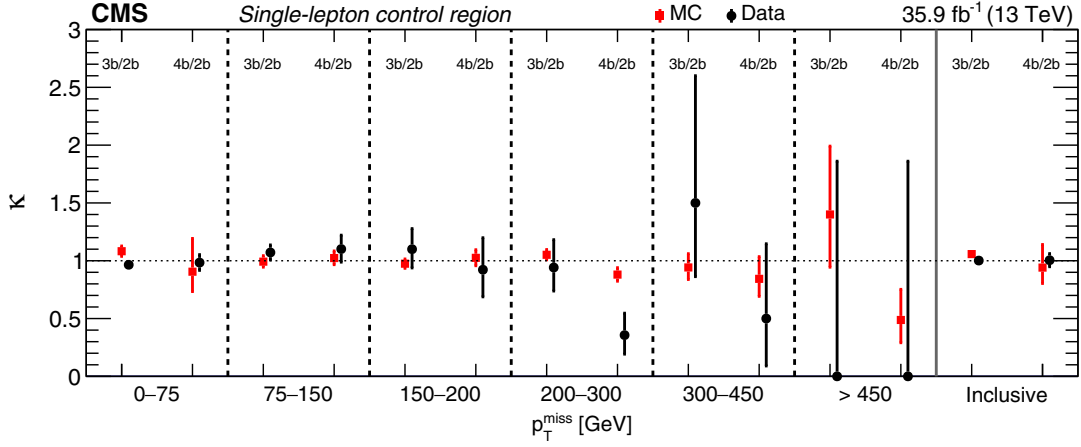 CMS Single-lepton control region MC Data 35.9 fb⁻¹ (13 TeV)
3b/2b 4b/2b 3b/2b 4b/2b 3b/2b 4b/2b 3b/2b 4b/2b 3b/2b 4b/2b 3b/2b 4b/2b 3b/2b 4b/2b
3
2.5
2
1.5
1
0.5
0
κ
0–75 75–150 150–200 200–300 300–450 > 450 Inclusive
p_T^miss [GeV]